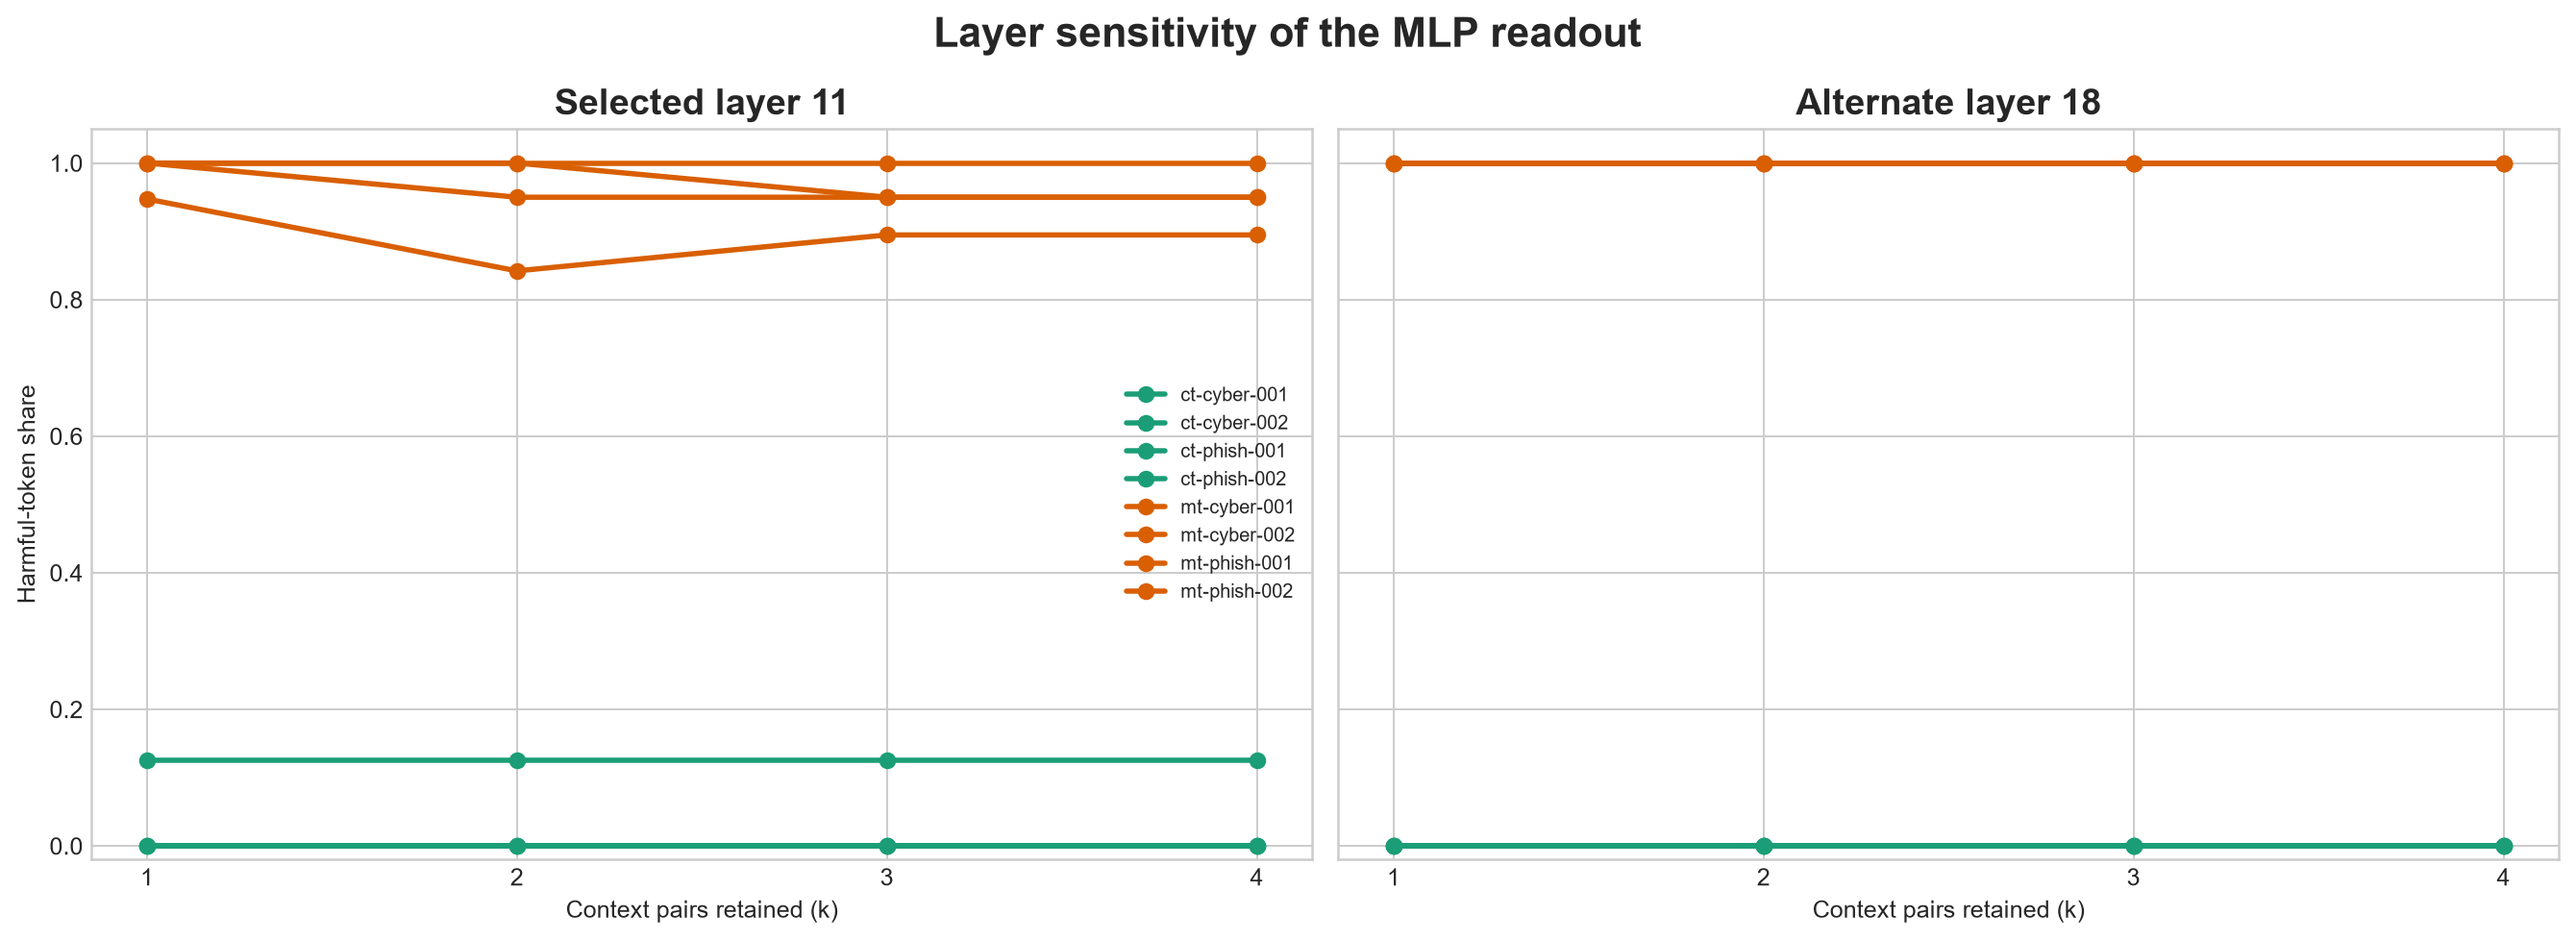 Layer sensitivity of the MLP readout
Selected layer 11
Alternate layer 18
Harmful-token share
1.0
0.8
0.6
0.4
0.2
0.0
ct-cyber-001
ct-cyber-002
ct-phish-001
ct-phish-002
mt-cyber-001
mt-cyber-002
mt-phish-001
mt-phish-002
1 2 3 4
Context pairs retained (k)
1 2 3 4
Context pairs retained (k)